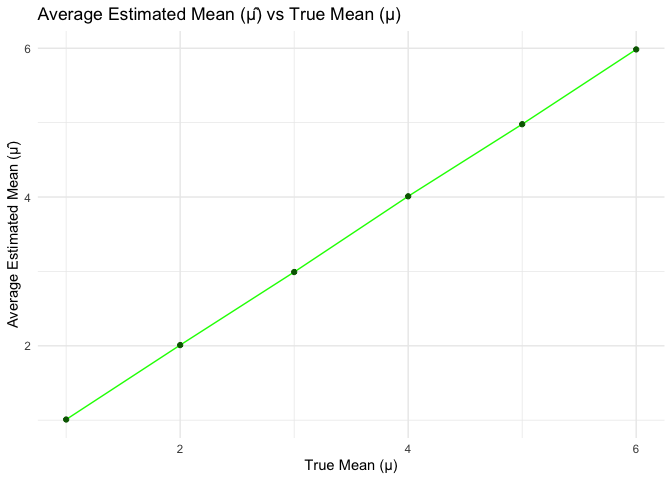 Average Estimated Mean (μ̂) vs True Mean (μ)
Average Estimated Mean (μ̂)
6
4
2
2
4
6
True Mean (μ)